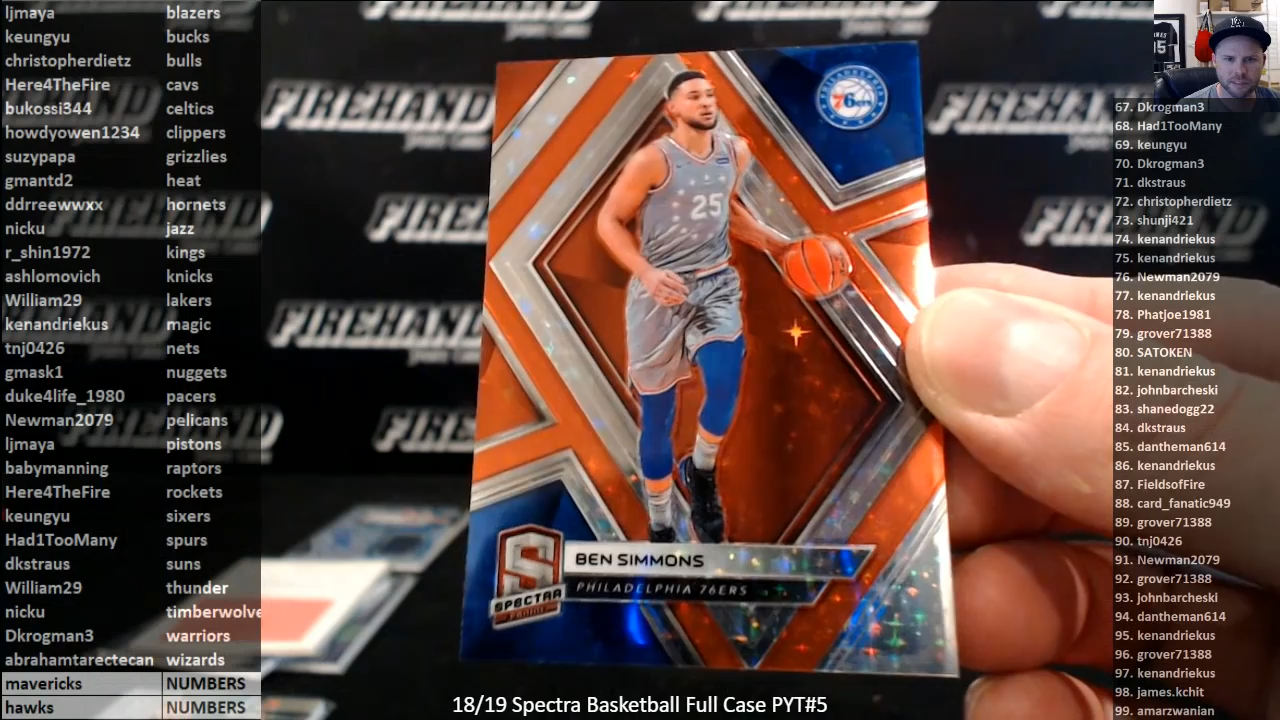 ljmaya blazers
keungyu bucks
christopherdietz bulls
Here4TheFire cavs
bukossi344 celtics
howdyowen1234 clippers
suzypapa grizzlies
gmantd2 heat
ddrreewwxx hornets
nicku jazz
r_shin1972 kings
ashlomovich knicks
William29 lakers
kenandriekus magic
tnj0426 nets
gmask1 nuggets
duke4life_1980 pacers
Newman2079 pelicans
ljmaya pistons
babymanning raptors
Here4TheFire rockets
keungyu sixers
Had1TooMany spurs
dkstraus suns
William29 thunder
nicku timberwolve
Dkrogman3 warriors
abrahamtarectecan wizards
mavericks NUMBERS
hawks NUMBERS
FIREHAND
FIREHAND
FIREHAND
FIREHAND
PHILADELPHIA
76ERS
25
SPECTRA
PANINI
BEN SIMMONS
PHILADELPHIA 76ERS
18/19 Spectra Basketball Full Case PYT#5
67. Dkrogman3
68. Had1TooMany
69. keungyu
70. Dkrogman3
71. dkstraus
72. christopherdietz
73. shunji421
74. kenandriekus
75. kenandriekus
76. Newman2079
77. kenandriekus
78. Phatjoe1981
79. grover71388
80. SATOKEN
81. kenandriekus
82. johnbarcheski
83. shanedogg22
84. dkstraus
85. dantheman614
86. kenandriekus
87. FieldsofFire
88. card_fanatic949
89. grover71388
90. tnj0426
91. Newman2079
92. grover71388
93. johnbarcheski
94. dantheman614
95. kenandriekus
96. grover71388
97. kenandriekus
98. james.kchit
99. amarzwanian